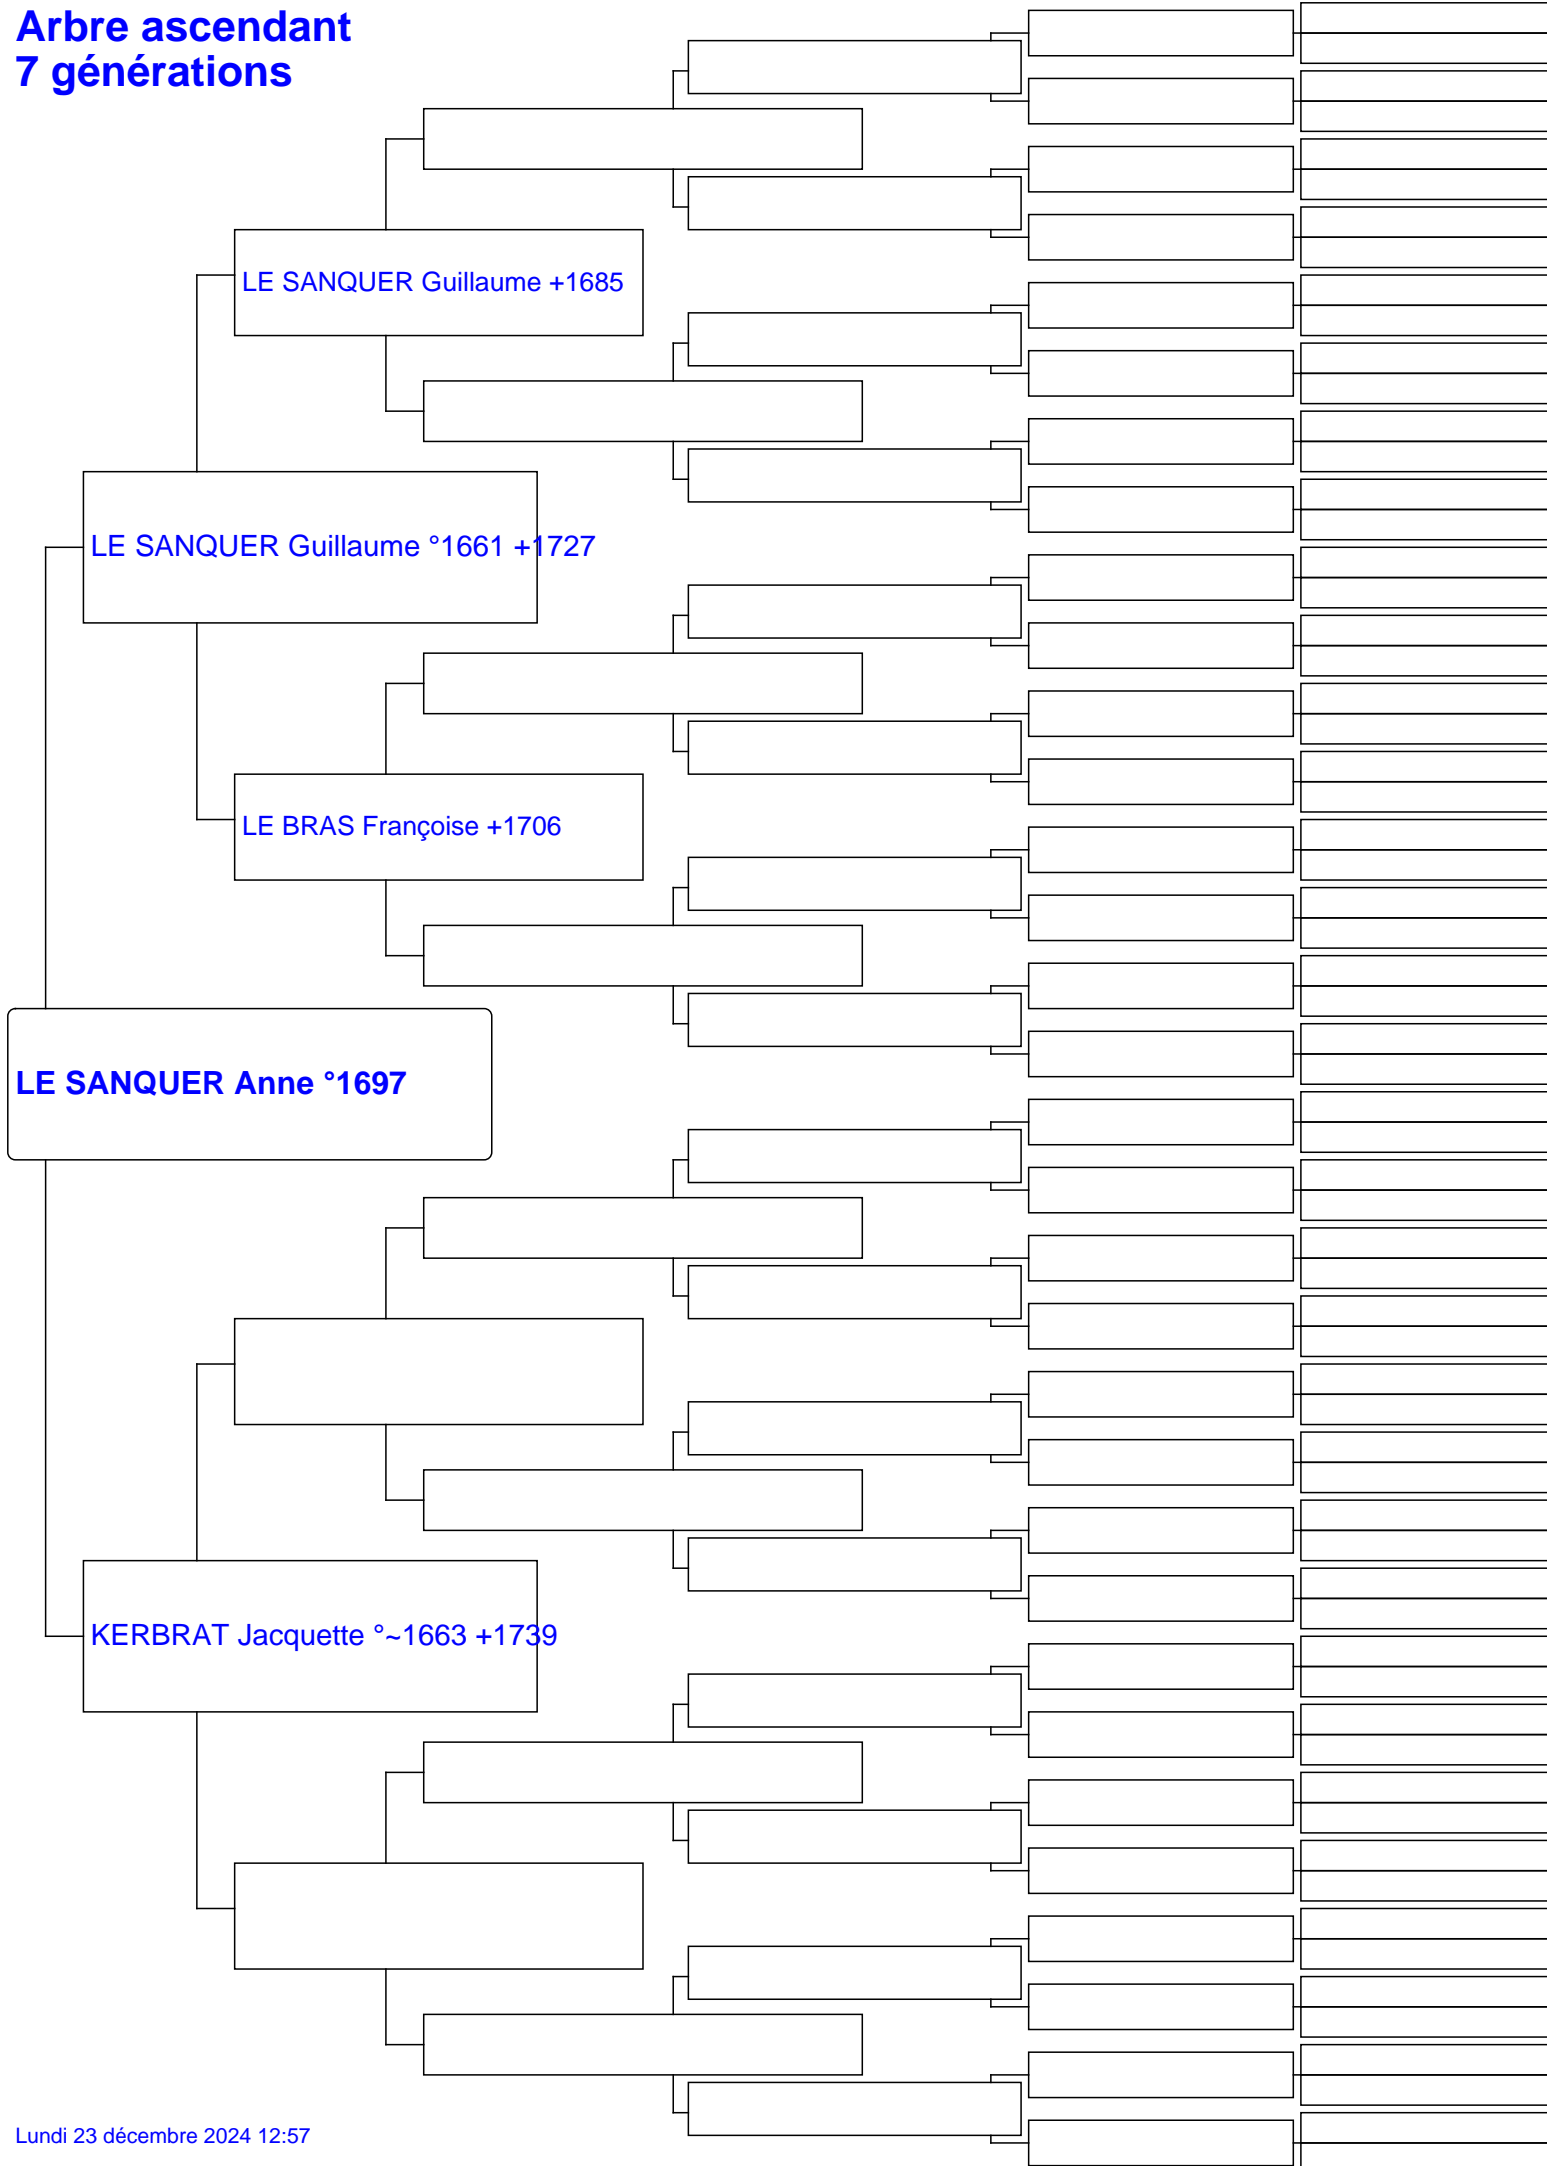 Arbre ascendant
7 générations
LE SANQUER Guillaume +1685
LE SANQUER Guillaume °1661 +1727
LE BRAS Françoise +1706
LE SANQUER Anne °1697
KERBRAT Jacquette °~1663 +1739
Lundi 23 décembre 2024 12:57